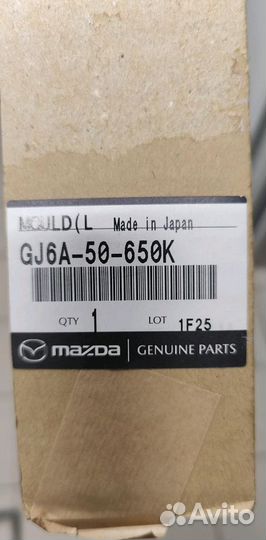 MOULD(L Made in Japan
GJ6A-50-650K
QTY 1 LOT 1F25
mazda GENUINE PARTS
Avito